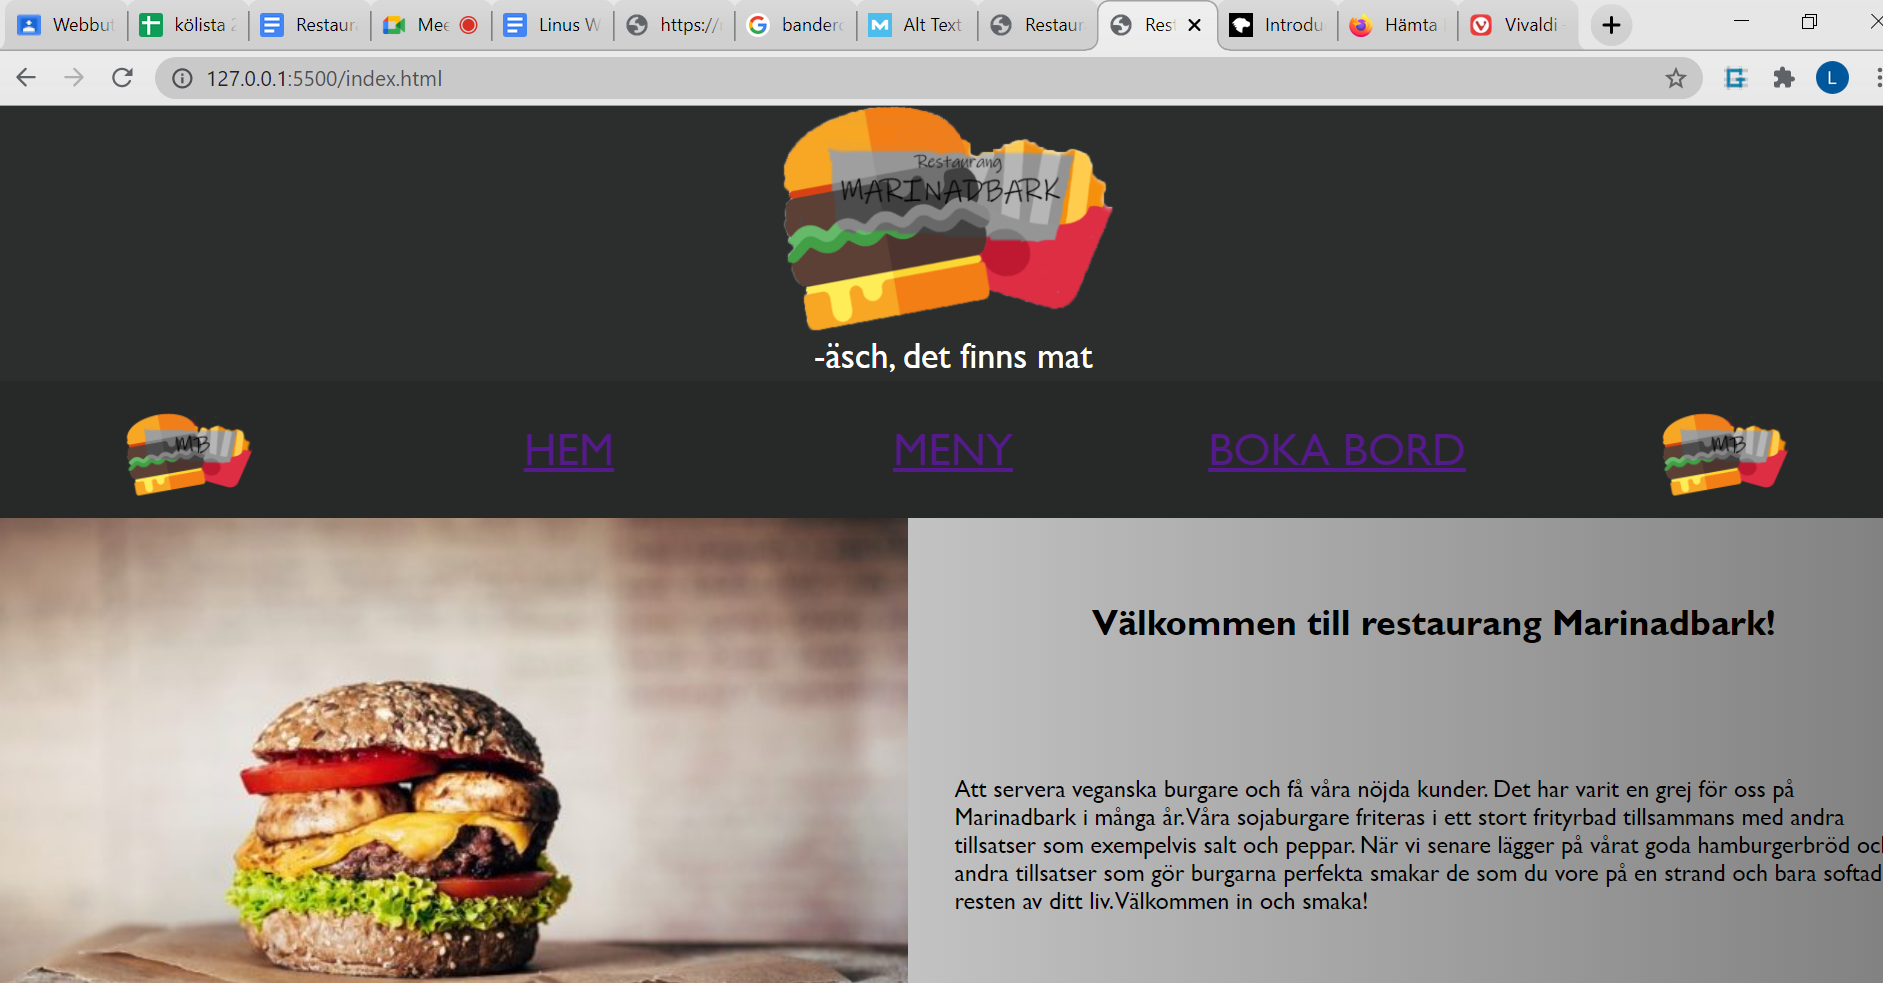 Webbut
kölista 2
Restaur
Mee
Linus W
https://
bander
Alt Text
Restaur
Rest
Introdu
Hämta
Vivaldi -
127.0.0.1:5500/index.html
L
Restaurang
MARINADBARK
-äsch, det finns mat
MB
HEM
MENY
BOKA BORD
MB
Välkommen till restaurang Marinadbark!
Att servera veganska burgare och få våra nöjda kunder. Det har varit en grej för oss på
Marinadbark i många år. Våra sojaburgare friteras i ett stort frityrbad tillsammans med andra
tillsatser som exempelvis salt och peppar. När vi senare lägger på vårat goda hamburgerbröd och
andra tillsatser som gör burgarna perfekta smakar de som du vore på en strand och bara softad
resten av ditt liv. Välkommen in och smaka!